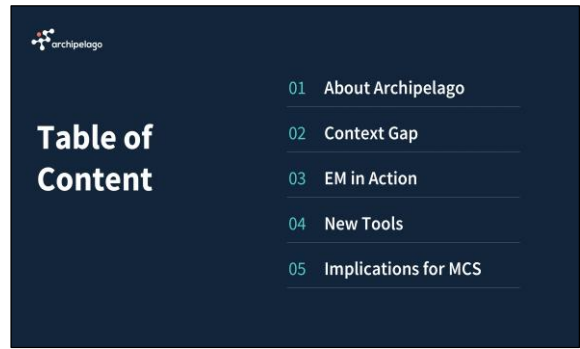 archipelago
Table of
Content
01 About Archipelago
02 Context Gap
03 EM in Action
04 New Tools
05 Implications for MCS